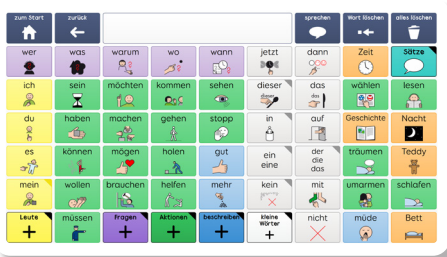 zum Start zurück sprechen Wort löschen alles löschen
wer was warum wo wann jetzt dann Zeit Sätze
ich sein möchten kommen sehen dieser das wählen lesen
du haben machen gehen stopp in auf Geschichte Nacht
es können mögen holen gut ein eine der die das träumen Teddy
mein wollen brauchen helfen mehr kein mit umarmen schlafen
Leute müssen Fragen Aktionen beschreiben kleine Wörter nicht müde Bett